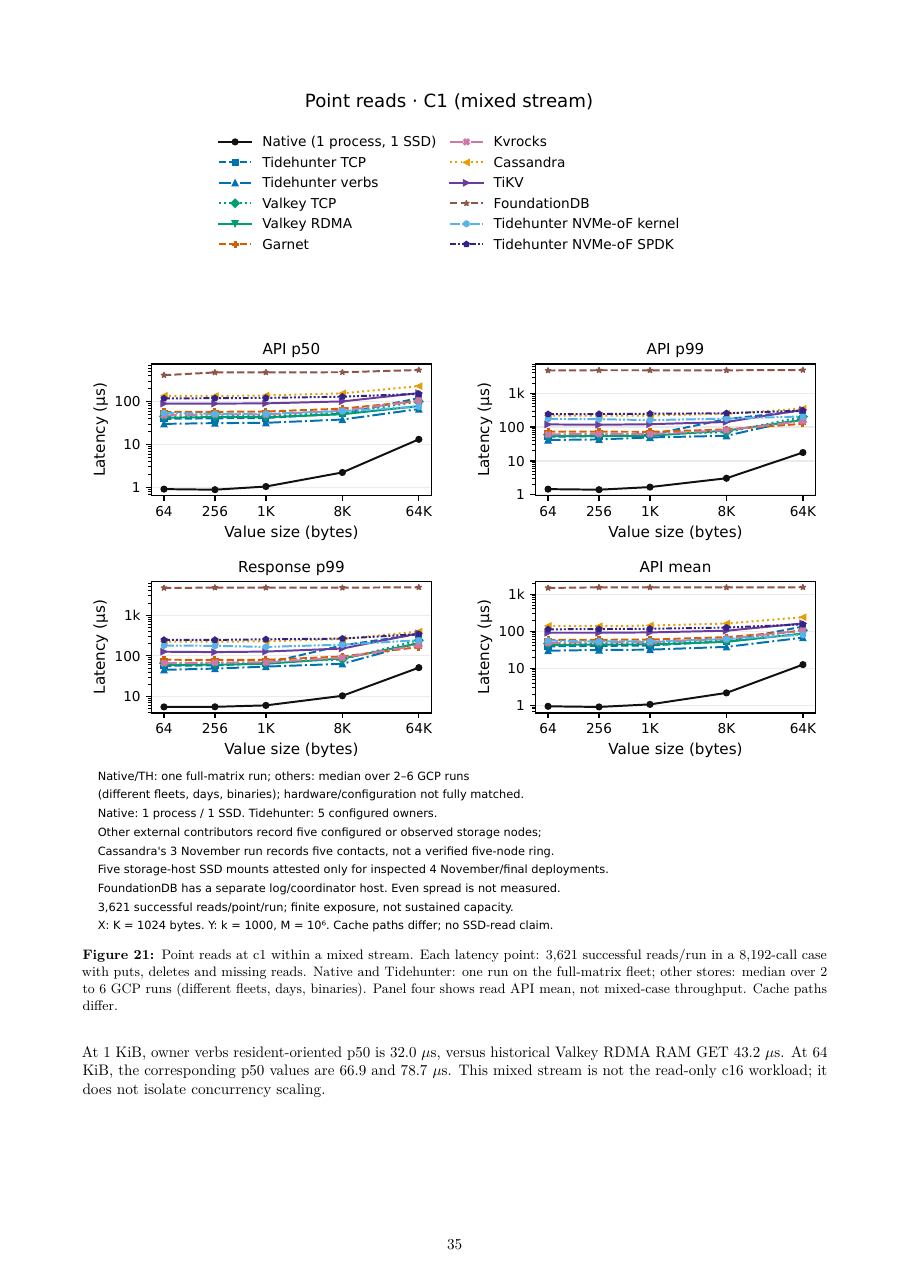 Point reads · C1 (mixed stream)
Native (1 process, 1 SSD)
Tidehunter TCP
Tidehunter verbs
Valkey TCP
Valkey RDMA
Garnet
Kvrocks
Cassandra
TiKV
FoundationDB
Tidehunter NVMe-oF kernel
Tidehunter NVMe-oF SPDK
API p50
Latency (µs)
100
10
1
64 256 1K 8K 64K
Value size (bytes)
API p99
Latency (µs)
1k
100
10
1
64 256 1K 8K 64K
Value size (bytes)
Response p99
Latency (µs)
1k
100
10
64 256 1K 8K 64K
Value size (bytes)
API mean
Latency (µs)
1k
100
10
1
64 256 1K 8K 64K
Value size (bytes)
Native/TH: one full-matrix run; others: median over 2–6 GCP runs
(different fleets, days, binaries); hardware/configuration not fully matched.
Native: 1 process / 1 SSD. Tidehunter: 5 configured owners.
Other external contributors record five configured or observed storage nodes;
Cassandra's 3 November run records five contacts, not a verified five-node ring.
Five storage-host SSD mounts attested only for inspected 4 November/final deployments.
FoundationDB has a separate log/coordinator host. Even spread is not measured.
3,621 successful reads/point/run; finite exposure, not sustained capacity.
X: K = 1024 bytes. Y: k = 1000, M = 10⁶. Cache paths differ; no SSD-read claim.
Figure 21: Point reads at c1 within a mixed stream. Each latency point: 3,621 successful reads/run in a 8,192-call case
with puts, deletes and missing reads. Native and Tidehunter: one run on the full-matrix fleet; other stores: median over 2
to 6 GCP runs (different fleets, days, binaries). Panel four shows read API mean, not mixed-case throughput. Cache paths
differ.
At 1 KiB, owner verbs resident-oriented p50 is 32.0 µs, versus historical Valkey RDMA RAM GET 43.2 µs. At 64
KiB, the corresponding p50 values are 66.9 and 78.7 µs. This mixed stream is not the read-only c16 workload; it
does not isolate concurrency scaling.
35